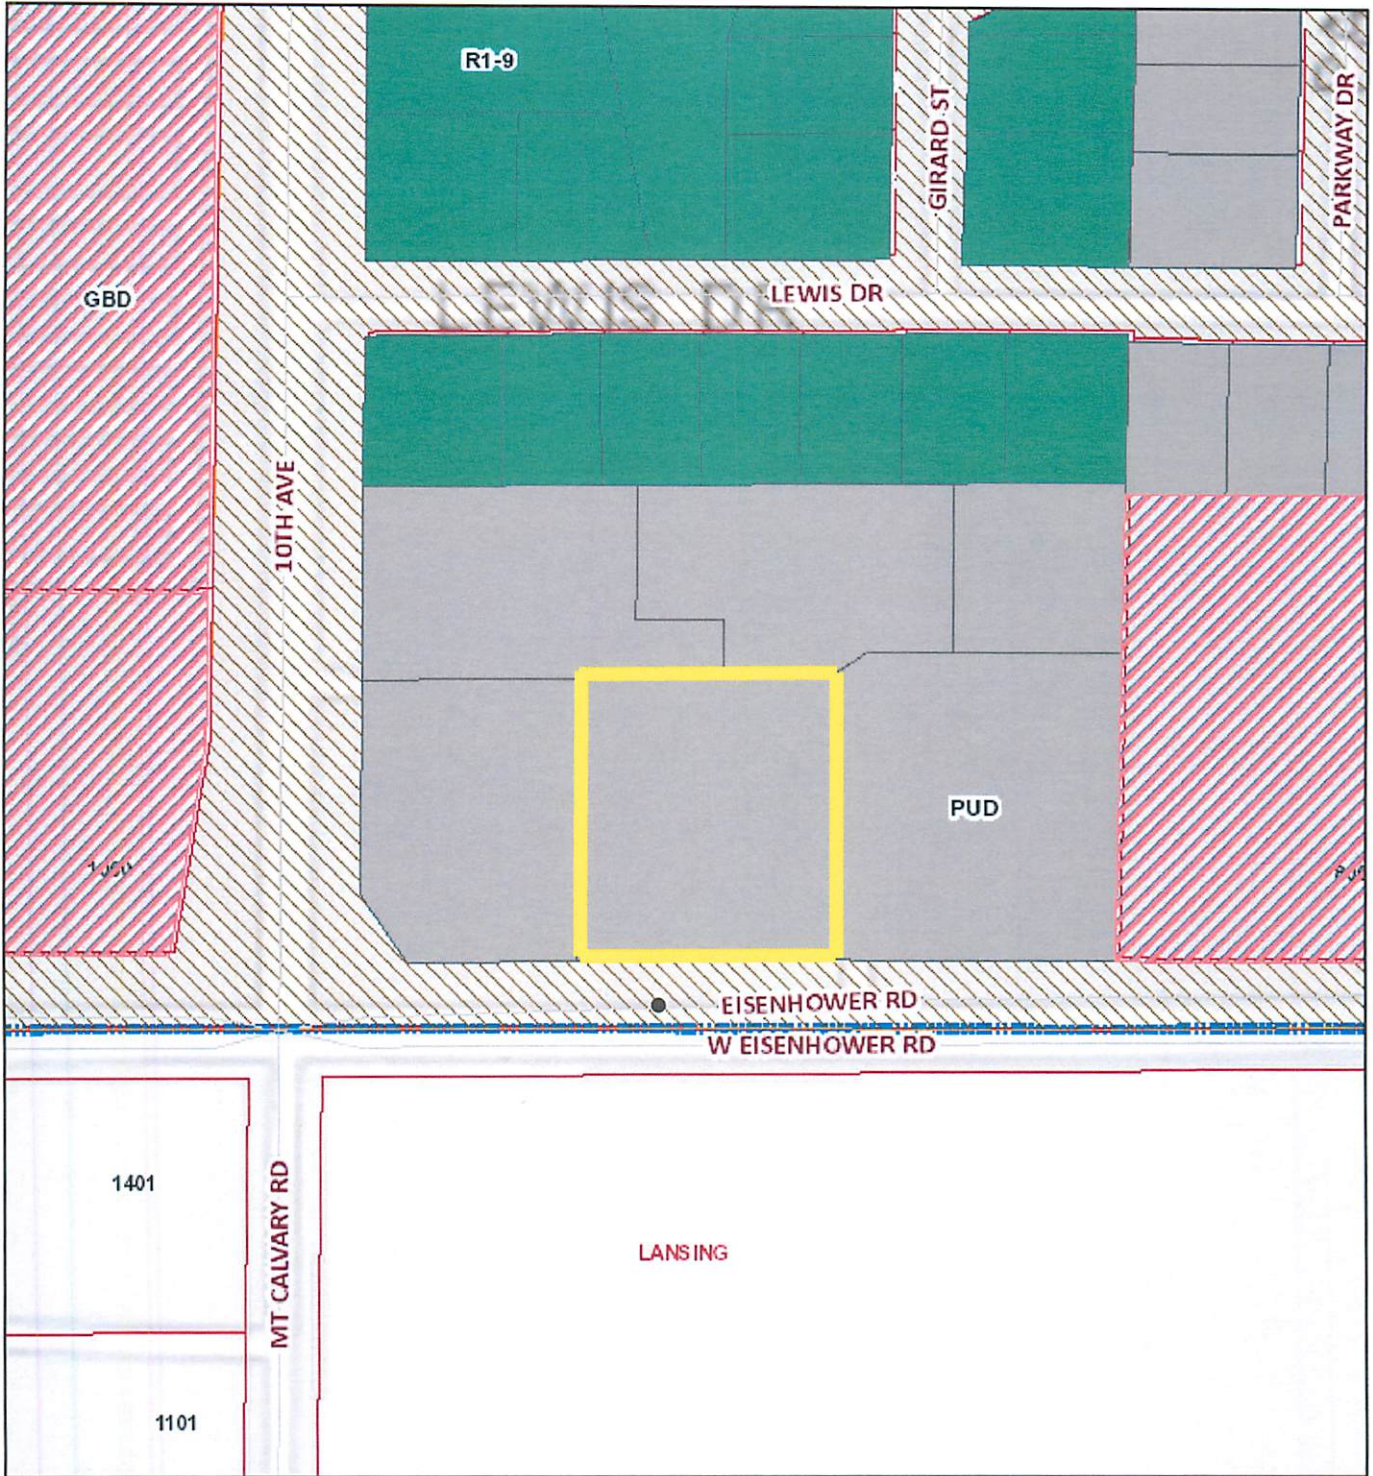 R1-9
GIRARD ST
PARKWAY DR
GBD
LEWIS DR
LEWIS DR
10TH AVE
PUD
EISENHOWER RD
W EISENHOWER RD
1401
MT CALVARY RD
LANSING
1101